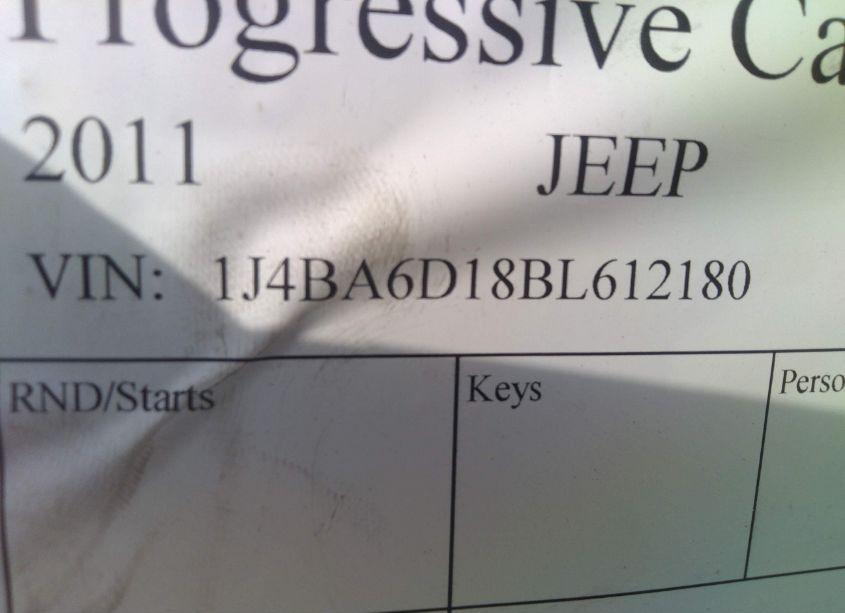 Progressive Ca
2011 JEEP
VIN: 1J4BA6D18BL612180
RND/Starts Keys Perso